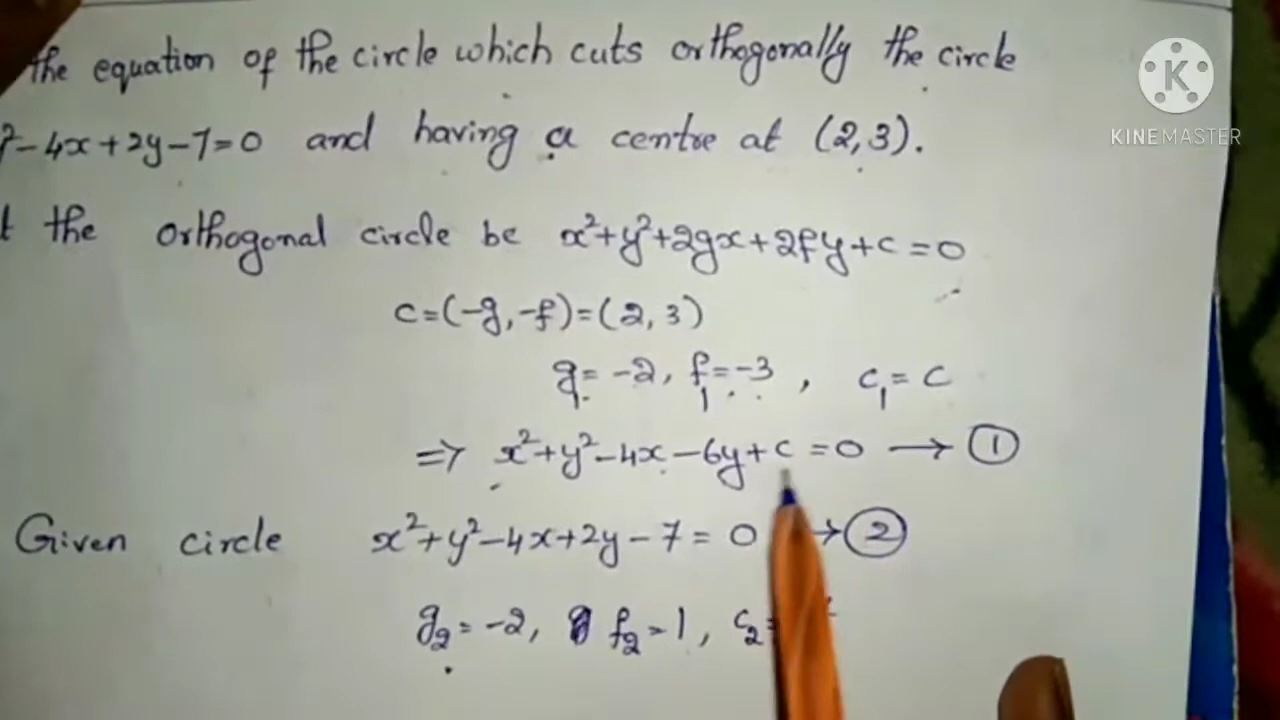 the equation of the circle which cuts orthogonally the circle
- 4x + 2y - 7 = 0 and having a centre at (2, 3).
the orthogonal circle be x² + y² + 2gx + 2fy + c = 0
c = (-g, -f) = (2, 3)
g₁ = -2, f₁ = -3, c₁ = c
⇒ x² + y² - 4x - 6y + c = 0 → ①
Given circle x² + y² - 4x + 2y - 7 = 0 → ②
g₂ = -2, f₂ = 1, c₂ =
K
KINEMASTER